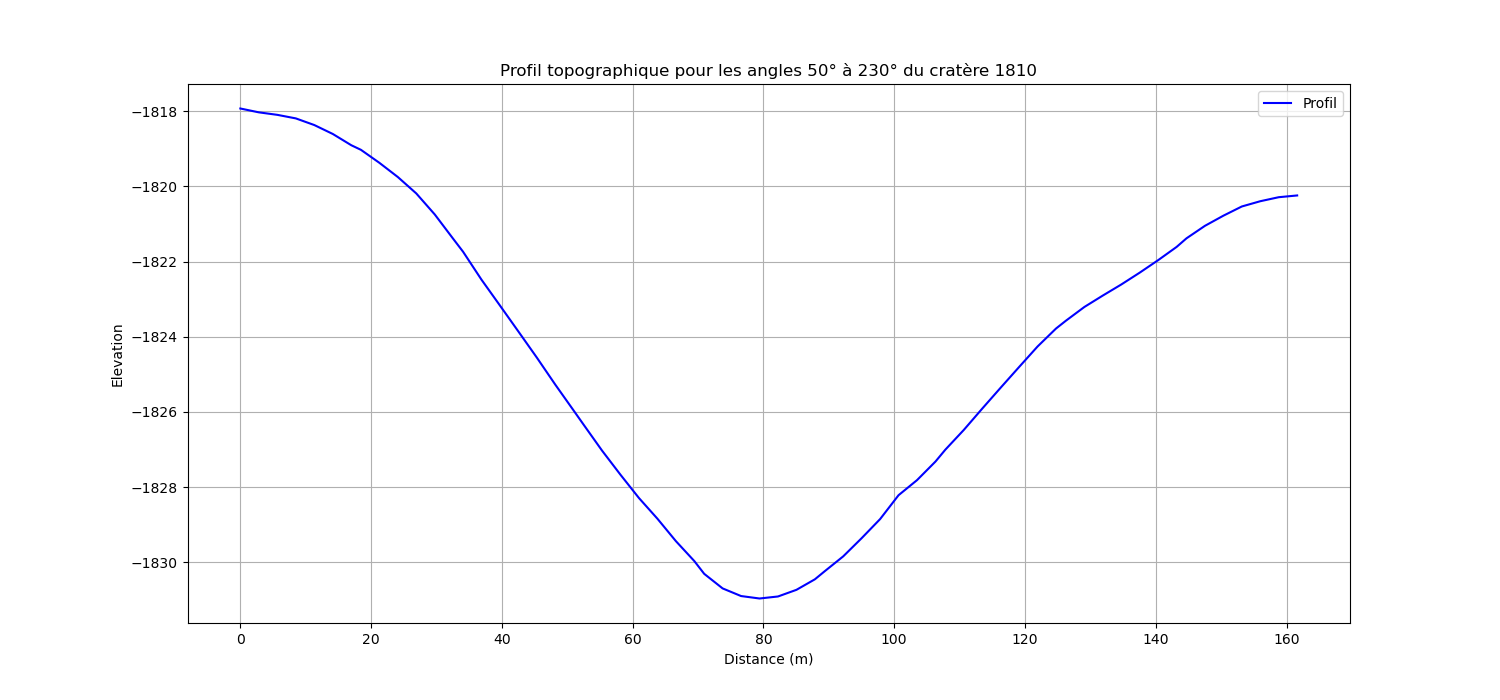 Profil topographique pour les angles 50° à 230° du cratère 1810
Profil
−1818
−1820
−1822
−1824
−1826
−1828
−1830
Elevation
0 20 40 60 80 100 120 140 160
Distance (m)